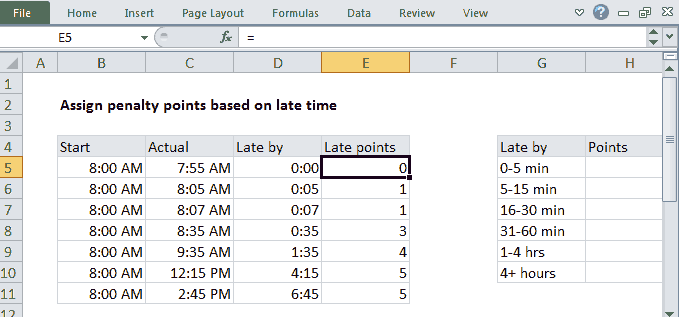 File Home Insert Page Layout Formulas Data Review View
E5 fx =
A B C D E F G H
1
2 Assign penalty points based on late time
3
4 Start Actual Late by Late points Late by Points
5 8:00 AM 7:55 AM 0:00 0 0-5 min
6 8:00 AM 8:05 AM 0:05 1 5-15 min
7 8:00 AM 8:07 AM 0:07 1 16-30 min
8 8:00 AM 8:35 AM 0:35 3 31-60 min
9 8:00 AM 9:35 AM 1:35 4 1-4 hrs
10 8:00 AM 12:15 PM 4:15 5 4+ hours
11 8:00 AM 2:45 PM 6:45 5
12